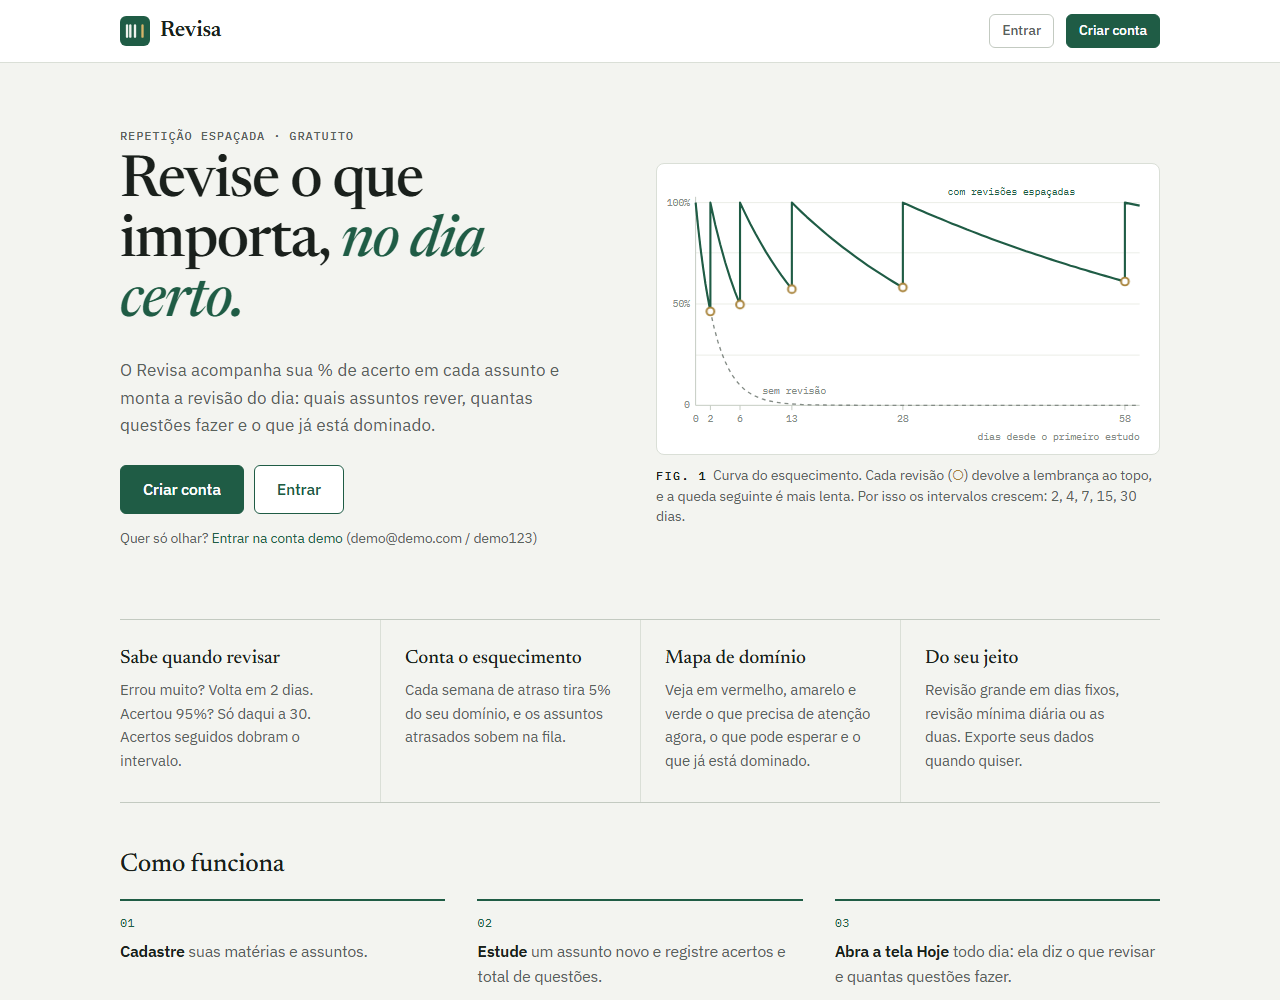 Revisa
Entrar
Criar conta
REPETIÇÃO ESPAÇADA · GRATUITO
Revise o que
importa, no dia
certo.
O Revisa acompanha sua % de acerto em cada assunto e
monta a revisão do dia: quais assuntos rever, quantas
questões fazer e o que já está dominado.
Criar conta
Entrar
Quer só olhar? Entrar na conta demo (demo@demo.com / demo123)
com revisões espaçadas
100%
50%
sem revisão
0
0 2 6 13 28 58
dias desde o primeiro estudo
FIG. 1 Curva do esquecimento. Cada revisão (○) devolve a lembrança ao topo,
e a queda seguinte é mais lenta. Por isso os intervalos crescem: 2, 4, 7, 15, 30
dias.
Sabe quando revisar
Errou muito? Volta em 2 dias.
Acertou 95%? Só daqui a 30.
Acertos seguidos dobram o
intervalo.
Conta o esquecimento
Cada semana de atraso tira 5%
do seu domínio, e os assuntos
atrasados sobem na fila.
Mapa de domínio
Veja em vermelho, amarelo e
verde o que precisa de atenção
agora, o que pode esperar e o
que já está dominado.
Do seu jeito
Revisão grande em dias fixos,
revisão mínima diária ou as
duas. Exporte seus dados
quando quiser.
Como funciona
01
Cadastre suas matérias e assuntos.
02
Estude um assunto novo e registre acertos e
total de questões.
03
Abra a tela Hoje todo dia: ela diz o que revisar
e quantas questões fazer.